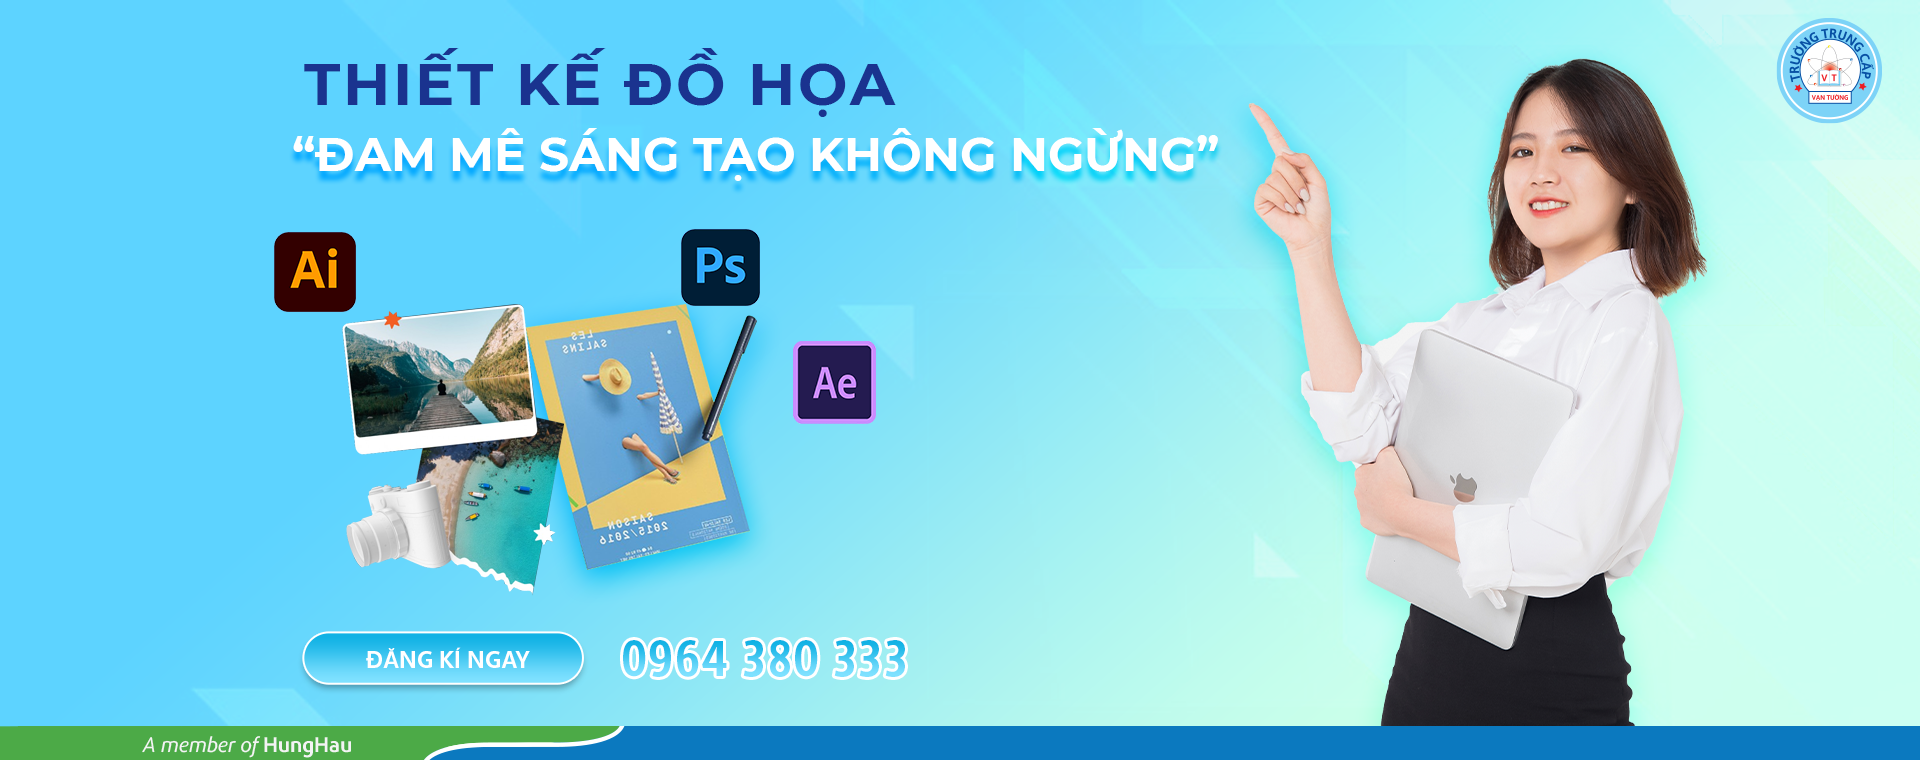 THIẾT KẾ ĐỒ HỌA
“ĐAM MÊ SÁNG TẠO KHÔNG NGỪNG”
TRƯỜNG TRUNG CẤP
VT
VẠN TƯỜNG
Ai
Ps
Ae
LES
SALINS
SAISON
2015/2016
ĐĂNG KÍ NGAY
0964 380 333
A member of HungHau